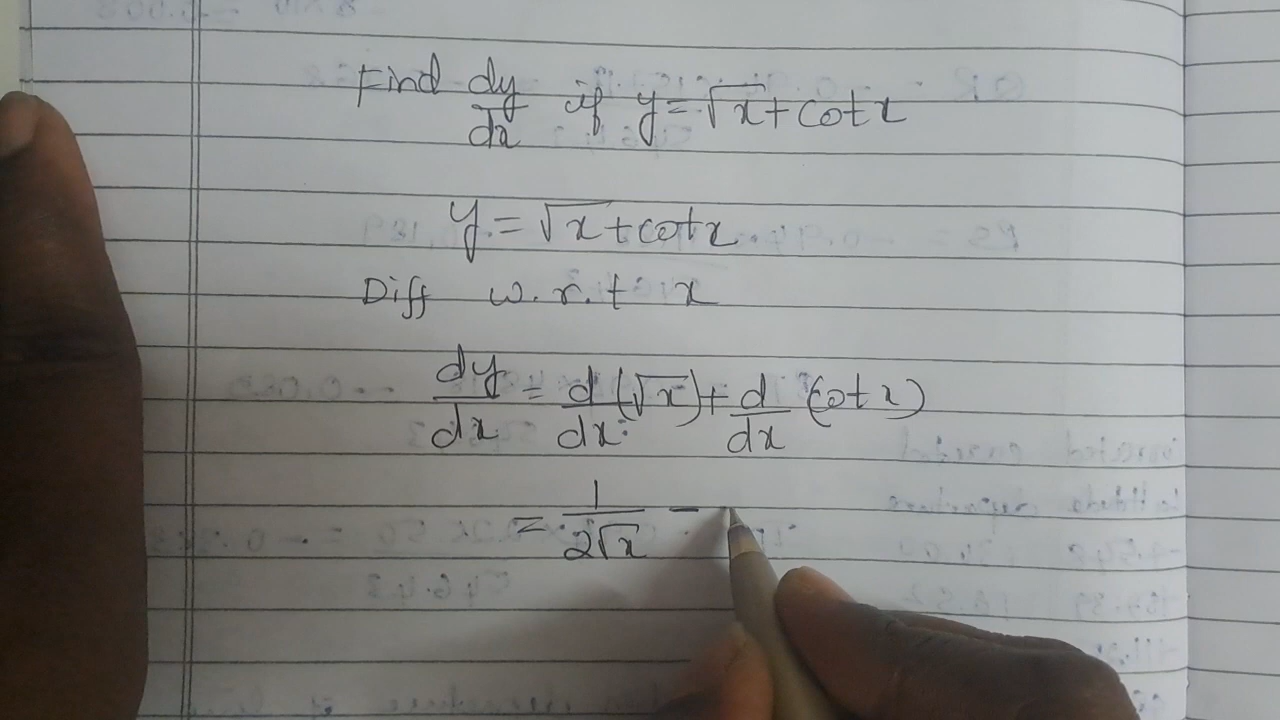 Find dy/dx if y = √x + cot x
y = √x + cot x
Diff w.r.t x
dy/dx = d/dx (√x) + d/dx (cot x)
= 1/2√x -